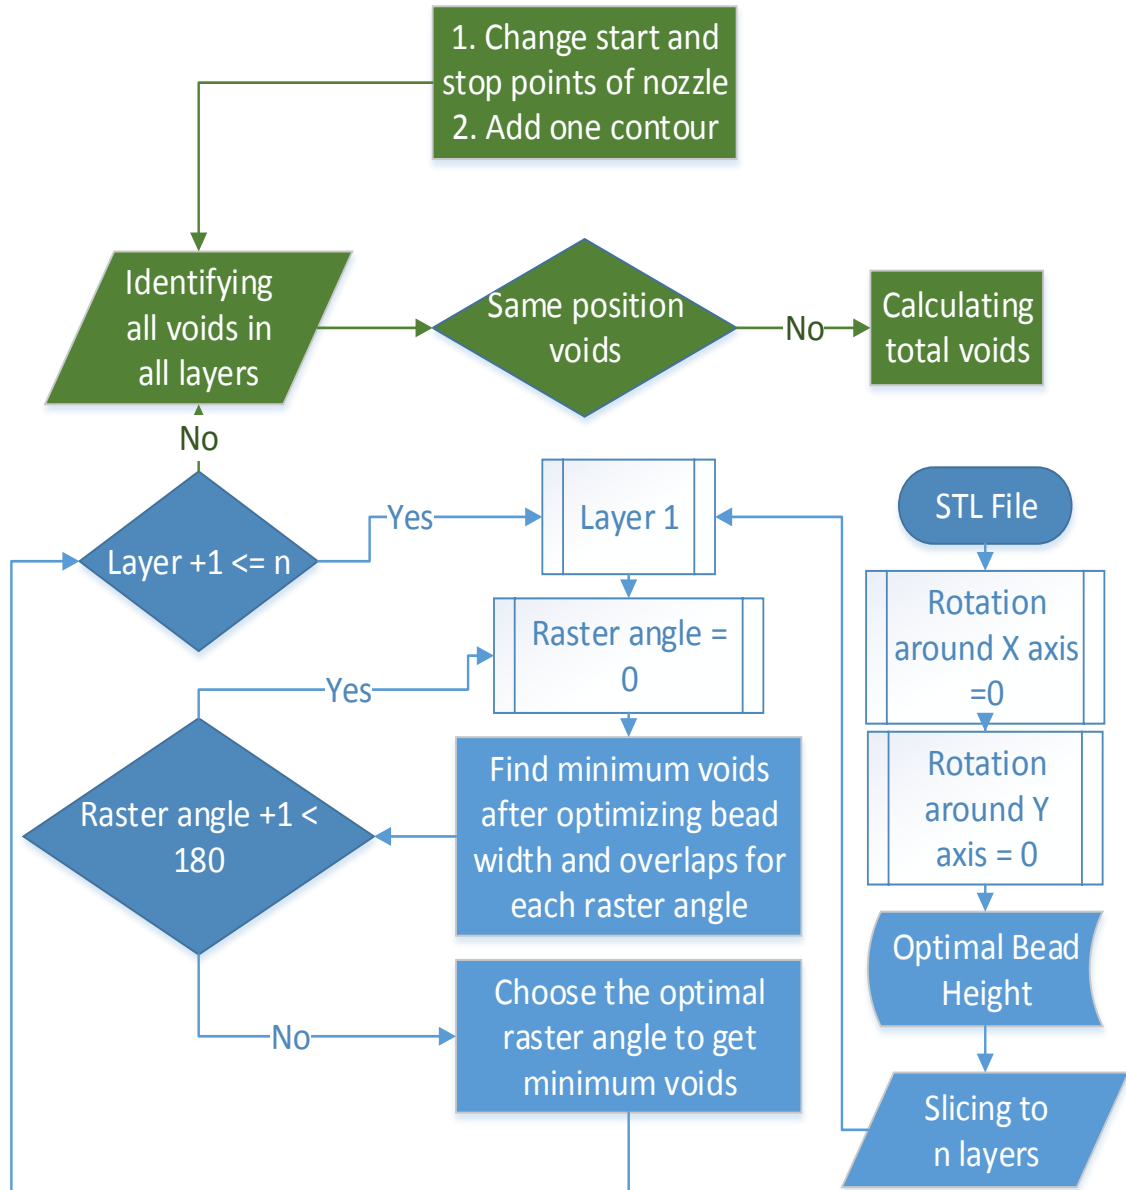 1. Change start and
stop points of nozzle
2. Add one contour
Identifying
all voids in
all layers
Same position
voids
No
Calculating
total voids
No
Layer +1 <= n
Yes
Layer 1
STL File
Rotation
around X axis
=0
Raster angle =
0
Yes
Rotation
around Y
axis = 0
Raster angle +1 <
180
Find minimum voids
after optimizing bead
width and overlaps for
each raster angle
Optimal Bead
Height
No
Choose the optimal
raster angle to get
minimum voids
Slicing to
n layers